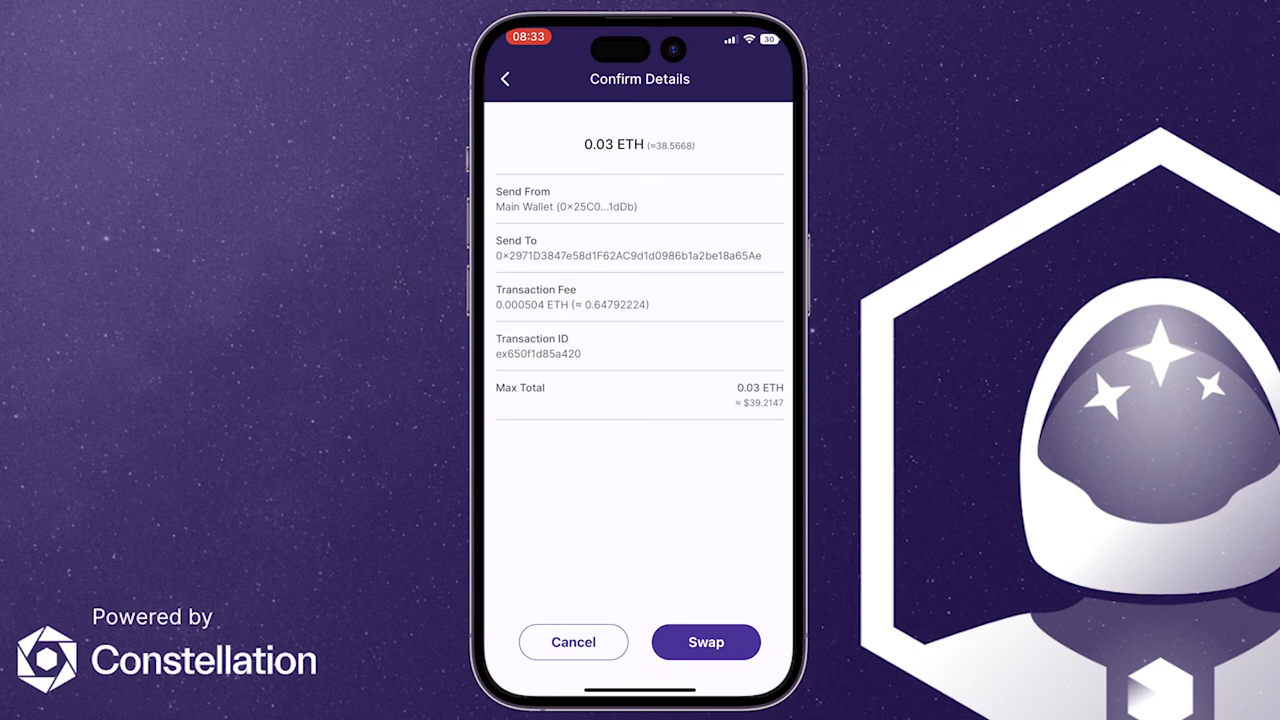 08:33
30
Confirm Details
0.03 ETH (≈38.5668)
Send From
Main Wallet (0×25C0...1dDb)
Send To
0×2971D3847e58d1F62AC9d1d0986b1a2be18a65Ae
Transaction Fee
0.000504 ETH (≈ 0.64792224)
Transaction ID
ex650f1d85a420
Max Total
0.03 ETH
≈ $39.2147
Cancel
Swap
Powered by
Constellation